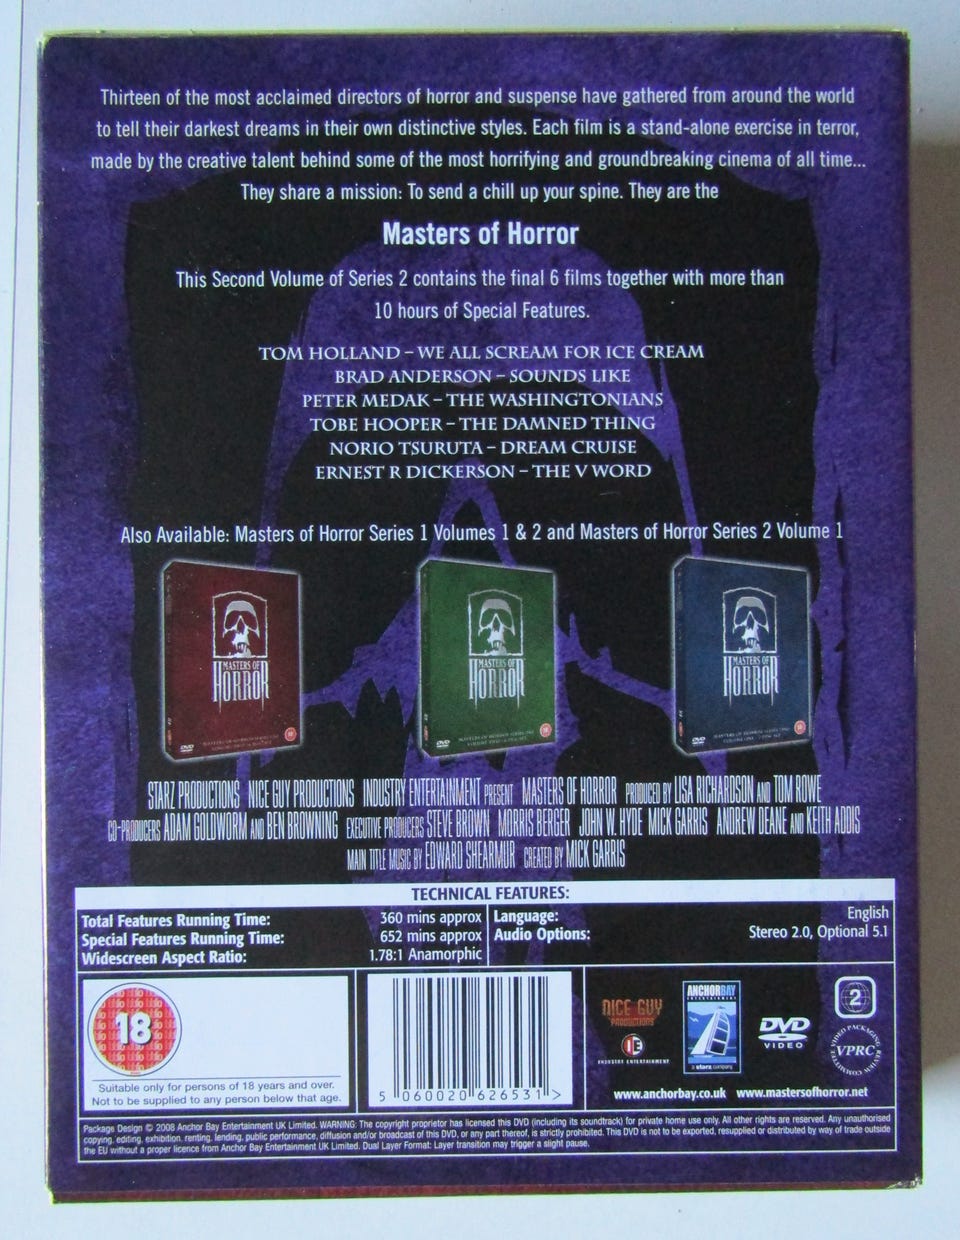 Thirteen of the most acclaimed directors of horror and suspense have gathered from around the world
to tell their darkest dreams in their own distinctive styles. Each film is a stand-alone exercise in terror,
made by the creative talent behind some of the most horrifying and groundbreaking cinema of all time...
They share a mission: To send a chill up your spine. They are the
Masters of Horror
This Second Volume of Series 2 contains the final 6 films together with more than
10 hours of Special Features.
TOM HOLLAND – WE ALL SCREAM FOR ICE CREAM
BRAD ANDERSON – SOUNDS LIKE
PETER MEDAK – THE WASHINGTONIANS
TOBE HOOPER – THE DAMNED THING
NORIO TSURUTA – DREAM CRUISE
ERNEST R DICKERSON – THE V WORD
Also Available: Masters of Horror Series 1 Volumes 1 & 2 and Masters of Horror Series 2 Volume 1
MASTERS OF
HORROR
DVD
18
MASTERS OF
HORROR
DVD
18
MASTERS OF
HORROR
DVD
18
STARZ PRODUCTIONS NICE GUY PRODUCTIONS INDUSTRY ENTERTAINMENT PRESENT MASTERS OF HORROR PRODUCED BY LISA RICHARDSON AND TOM ROWE
CO-PRODUCERS ADAM GOLDWORM AND BEN BROWNING EXECUTIVE PRODUCERS STEVE BROWN MORRIS BERGER JOHN W. HYDE MICK GARRIS ANDREW DEANE AND KEITH ADDIS
MAIN TITLE MUSIC BY EDWARD SHEARMUR CREATED BY MICK GARRIS
TECHNICAL FEATURES:
Total Features Running Time: 360 mins approx
Special Features Running Time: 652 mins approx
Widescreen Aspect Ratio: 1.78:1 Anamorphic
Language: English
Audio Options: Stereo 2.0, Optional 5.1
18
Suitable only for persons of 18 years and over.
Not to be supplied to any person below that age.
5 060020 626531 >
NICE GUY
PRODUCTIONS
IE
INDUSTRY ENTERTAINMENT
ANCHOR BAY
ENTERTAINMENT
a starz company
DVD
VIDEO
2
VIDEO PACKAGING REVIEW COMMITTEE
VPRC
www.anchorbay.co.uk www.mastersofhorror.net
Package Design © 2008 Anchor Bay Entertainment UK Limited. WARNING: The copyright proprietor has licensed this DVD (including its soundtrack) for private home use only. All other rights are reserved. Any unauthorised
copying, editing, exhibition, renting, lending, public performance, diffusion and/or broadcast of this DVD, or any part thereof, is strictly prohibited. This DVD is not to be exported, resupplied or distributed by way of trade outside
the EU without a proper licence from Anchor Bay Entertainment UK Limited. Dual Layer Format: Layer transition may trigger a slight pause.